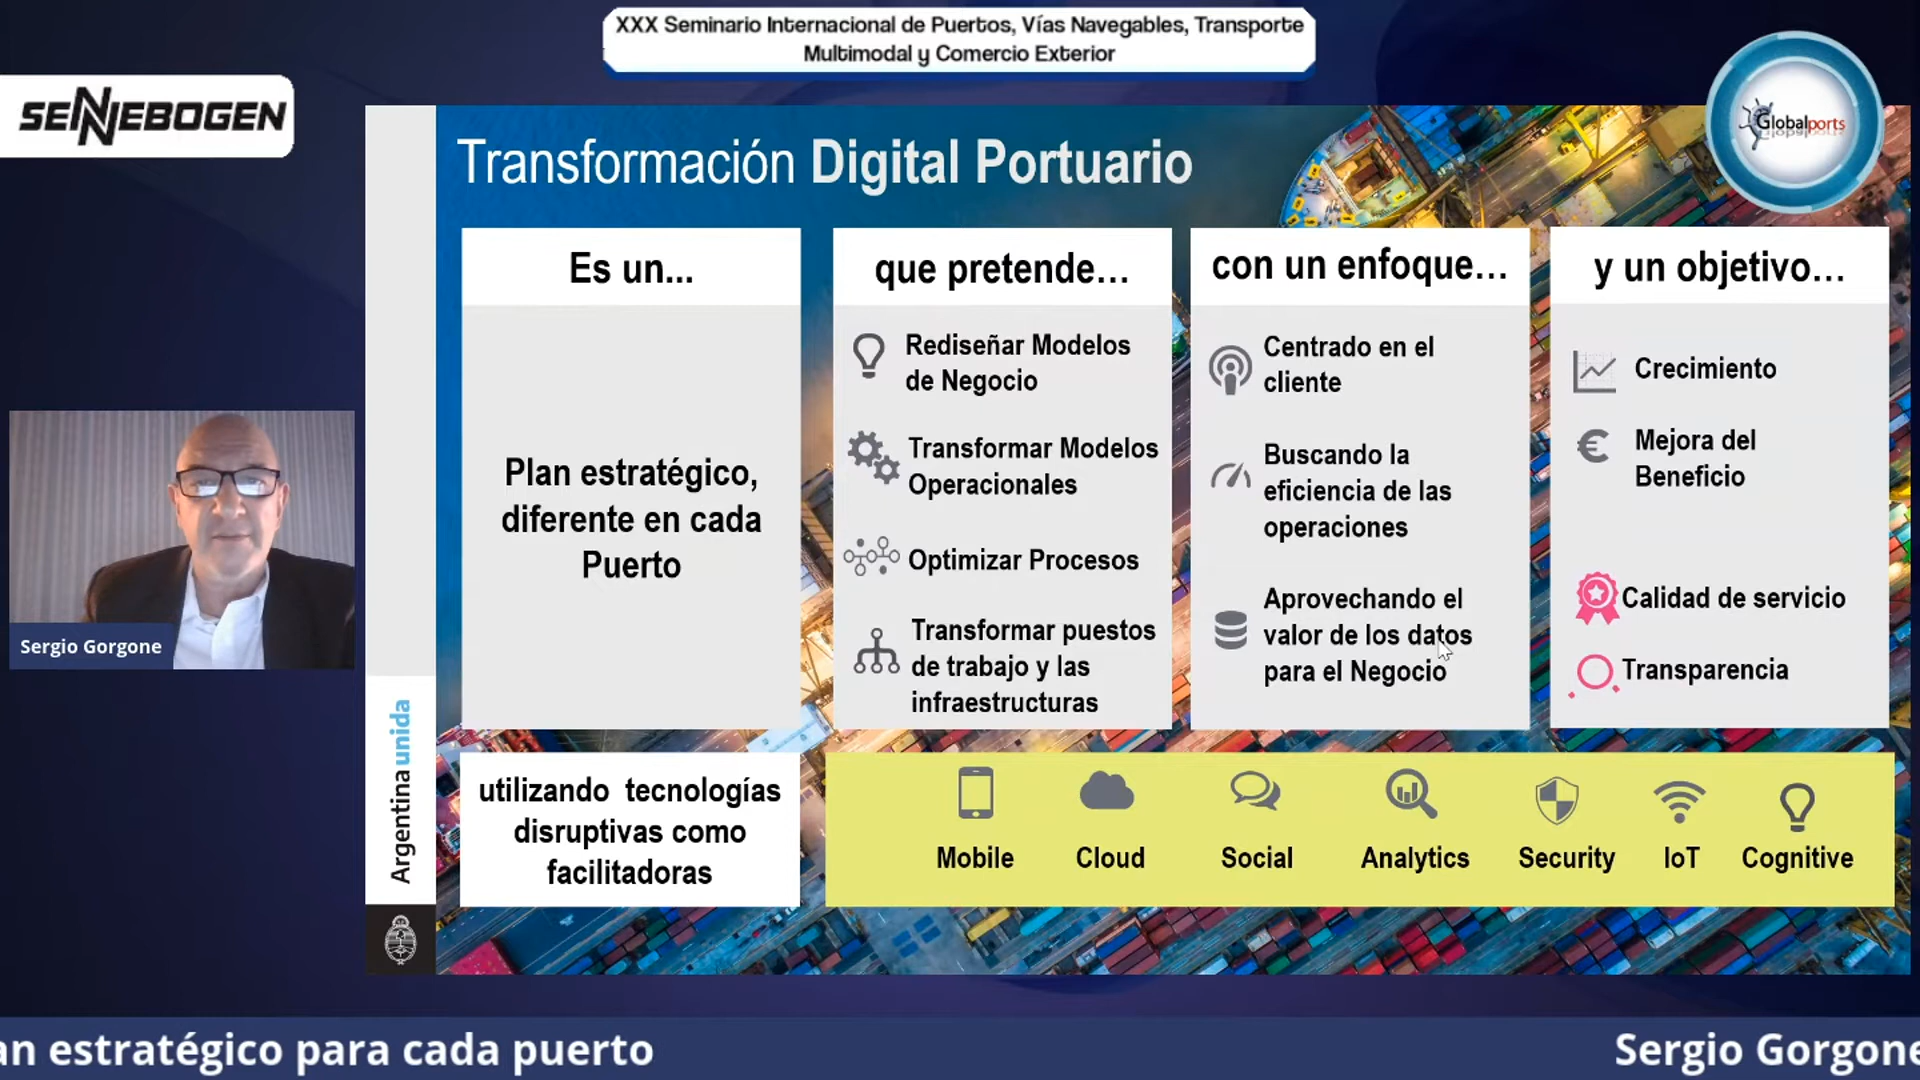 XXX Seminario Internacional de Puertos, Vías Navegables, Transporte
Multimodal y Comercio Exterior
SENNEBOGEN
Globalports
Transformación Digital Portuario
Es un...
Plan estratégico,
diferente en cada
Puerto
que pretende...
Rediseñar Modelos
de Negocio
Transformar Modelos
Operacionales
Optimizar Procesos
Transformar puestos
de trabajo y las
infraestructuras
con un enfoque...
Centrado en el
cliente
Buscando la
eficiencia de las
operaciones
Aprovechando el
valor de los datos
para el Negocio
y un objetivo...
Crecimiento
€ Mejora del
Beneficio
Calidad de servicio
Transparencia
Sergio Gorgone
Argentina unida
utilizando tecnologías
disruptivas como
facilitadoras
Mobile
Cloud
Social
Analytics
Security
IoT
Cognitive
an estratégico para cada puerto
Sergio Gorgone